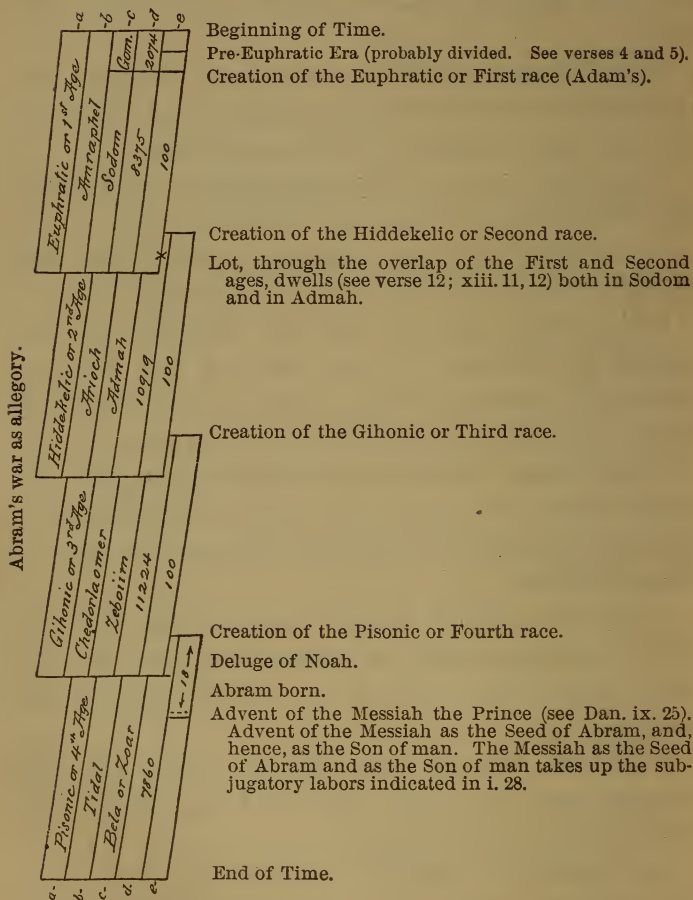 Abram's war as allegory.
-a
-b
-c
-d
-e
Euphratic or 1st Age
Amraphel
Gom.
Sodom
2074
8375
100
x
Hiddekelic or 2nd Age
Arioch
Admah
10919
100
Gihonic or 3rd Age
Chedorlaomer
Zeboiim
11224
100
Pisonic or 4th Age
Tidal
Bela or Zoar
7860
←18→
a-
b-
c-
d-
e-
Beginning of Time.
Pre-Euphratic Era (probably divided. See verses 4 and 5).
Creation of the Euphratic or First race (Adam's).
Creation of the Hiddekelic or Second race.
Lot, through the overlap of the First and Second
ages, dwells (see verse 12; xiii. 11, 12) both in Sodom
and in Admah.
Creation of the Gihonic or Third race.
Creation of the Pisonic or Fourth race.
Deluge of Noah.
Abram born.
Advent of the Messiah the Prince (see Dan. ix. 25).
Advent of the Messiah as the Seed of Abram, and,
hence, as the Son of man. The Messiah as the Seed
of Abram and as the Son of man takes up the sub-
jugatory labors indicated in i. 28.
End of Time.